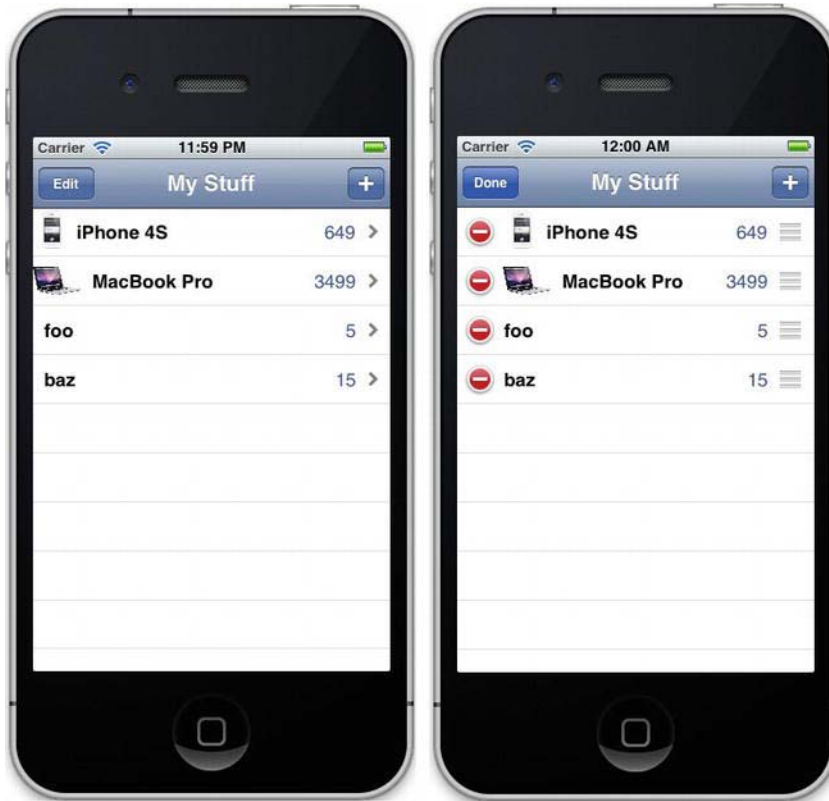 Carrier 11:59 PM
Edit My Stuff +
iPhone 4S 649
MacBook Pro 3499
foo 5
baz 15
Carrier 12:00 AM
Done My Stuff +
iPhone 4S 649
MacBook Pro 3499
foo 5
baz 15